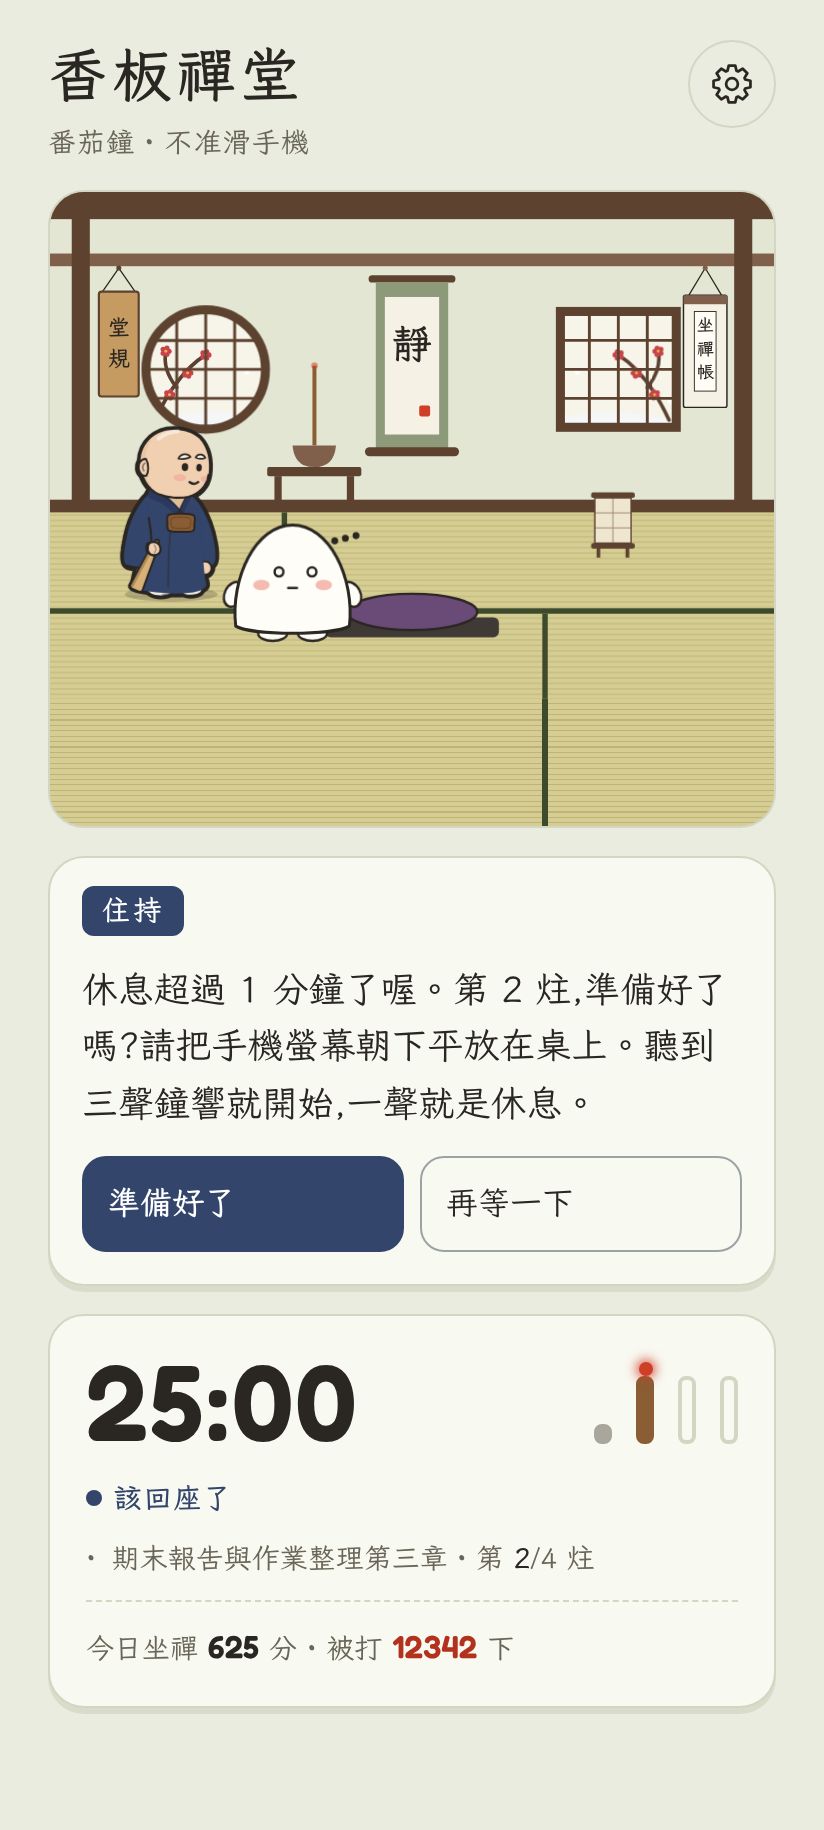 香板禪堂
番茄鐘・不准滑手機
堂規
靜
坐禪帳
住持
休息超過 1 分鐘了喔。第 2 炷,準備好了
嗎?請把手機螢幕朝下平放在桌上。聽到
三聲鐘響就開始,一聲就是休息。
準備好了
再等一下
25:00
該回座了
・ 期末報告與作業整理第三章・第 2/4 炷
今日坐禪 625 分・被打 12342 下